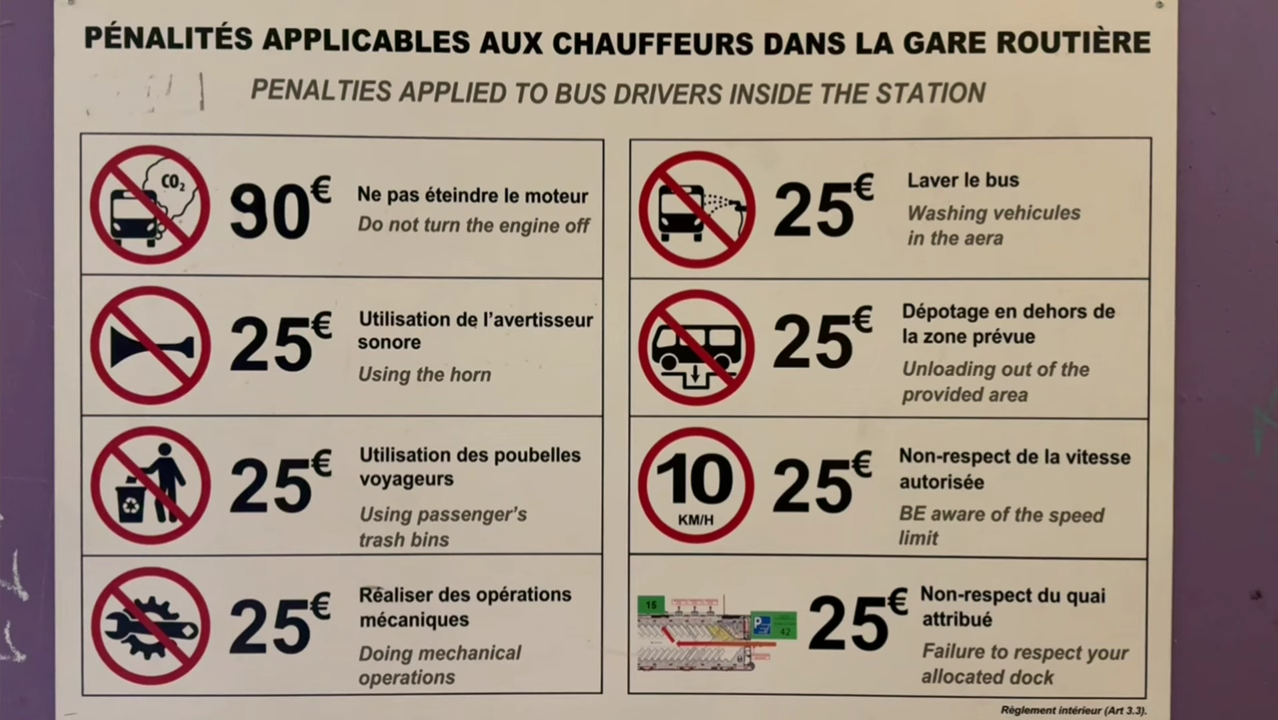 PÉNALITÉS APPLICABLES AUX CHAUFFEURS DANS LA GARE ROUTIÈRE
PENALTIES APPLIED TO BUS DRIVERS INSIDE THE STATION
CO2
90€
Ne pas éteindre le moteur
Do not turn the engine off
25€
Utilisation de l'avertisseur
sonore
Using the horn
25€
Utilisation des poubelles
voyageurs
Using passenger's
trash bins
25€
Réaliser des opérations
mécaniques
Doing mechanical
operations
25€
Laver le bus
Washing vehicules
in the aera
25€
Dépotage en dehors de
la zone prévue
Unloading out of the
provided area
10
KM/H
25€
Non-respect de la vitesse
autorisée
BE aware of the speed
limit
15
P
42
25€
Non-respect du quai
attribué
Failure to respect your
allocated dock
Règlement intérieur (Art 3.3).